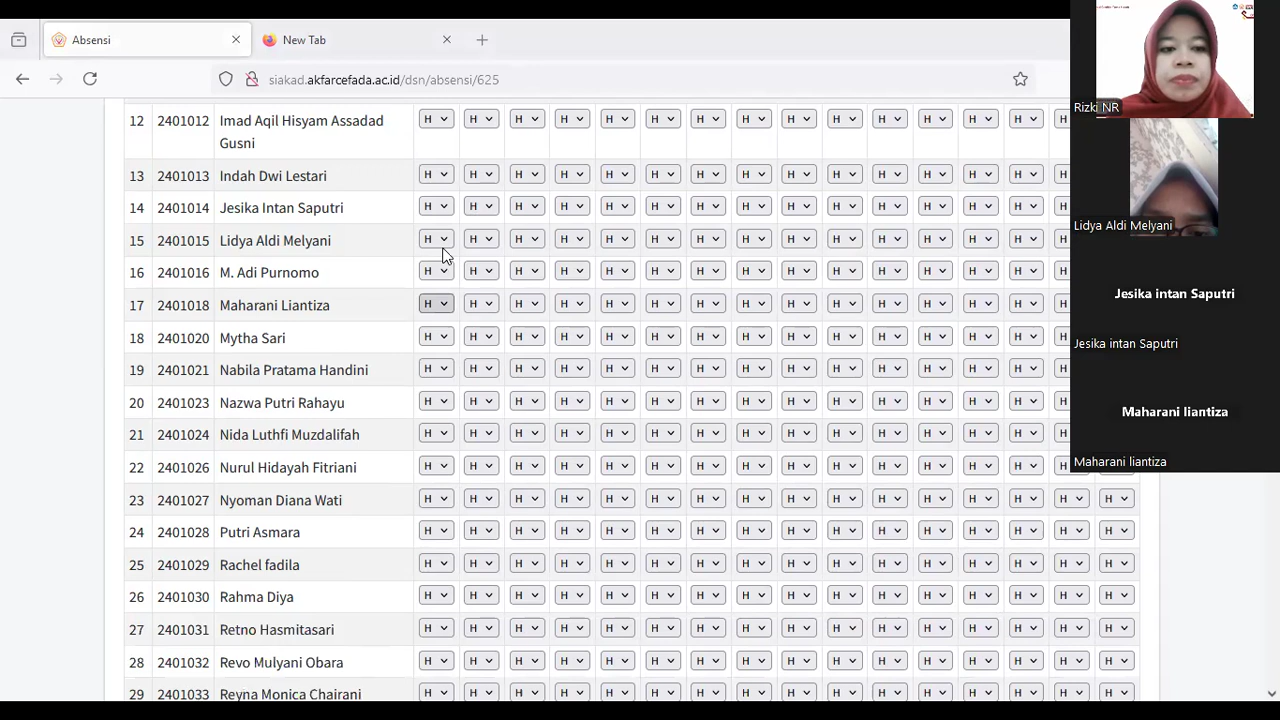 Absensi
New Tab
siakad.akfarcefada.ac.id/dsn/absensi/625
12 2401012 Imad Aqil Hisyam Assadad H H H H H H H H H H H H H H H
Gusni
13 2401013 Indah Dwi Lestari H H H H H H H H H H H H H H H
14 2401014 Jesika Intan Saputri H H H H H H H H H H H H H H H
15 2401015 Lidya Aldi Melyani H H H H H H H H H H H H H H H
16 2401016 M. Adi Purnomo H H H H H H H H H H H H H H H
17 2401018 Maharani Liantiza H H H H H H H H H H H H H H H
18 2401020 Mytha Sari H H H H H H H H H H H H H H H
19 2401021 Nabila Pratama Handini H H H H H H H H H H H H H H H
20 2401023 Nazwa Putri Rahayu H H H H H H H H H H H H H H H
21 2401024 Nida Luthfi Muzdalifah H H H H H H H H H H H H H H H
22 2401026 Nurul Hidayah Fitriani H H H H H H H H H H H H H H H
23 2401027 Nyoman Diana Wati H H H H H H H H H H H H H H H H
24 2401028 Putri Asmara H H H H H H H H H H H H H H H H
25 2401029 Rachel fadila H H H H H H H H H H H H H H H H
26 2401030 Rahma Diya H H H H H H H H H H H H H H H H
27 2401031 Retno Hasmitasari H H H H H H H H H H H H H H H H
28 2401032 Revo Mulyani Obara H H H H H H H H H H H H H H H H
29 2401033 Reyna Monica Chairani H H H H H H H H H H H H H H H H
Rizki NR
Lidya Aldi Melyani
Jesika intan Saputri
Jesika intan Saputri
Maharani liantiza
Maharani liantiza